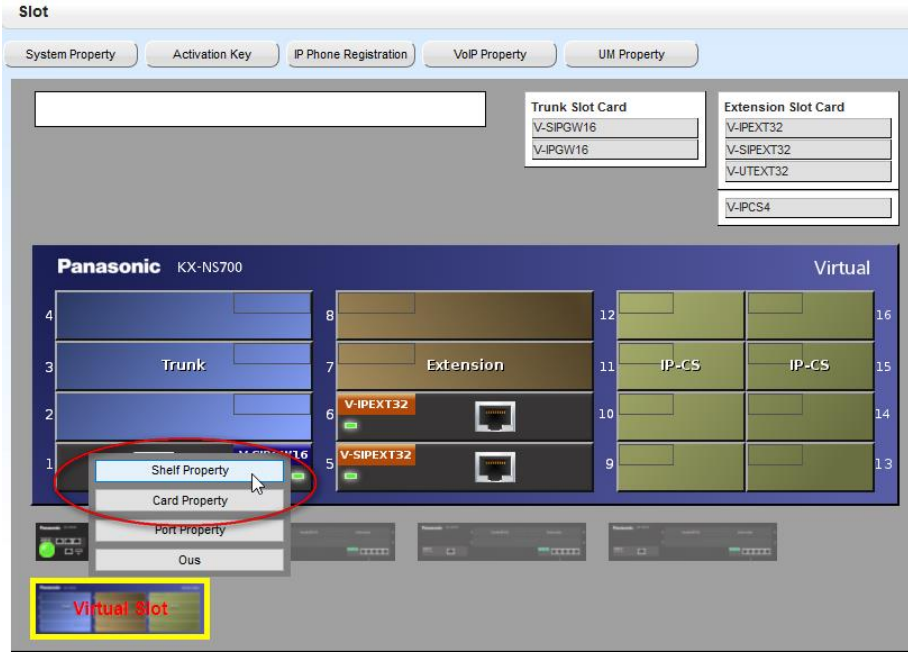 Slot
System Property Activation Key IP Phone Registration VoIP Property UM Property
Trunk Slot Card
V-SIPGW16
V-IPGW16
Extension Slot Card
V-IPEXT32
V-SIPEXT32
V-UTEXT32
V-IPCS4
Panasonic KX-NS700 Virtual
4 8 12 16
3 Trunk 7 Extension 11 IP-CS IP-CS 15
2 6 V-IPEXT32 10 14
1 5 V-SIPEXT32 9 13
Shelf Property
Card Property
Port Property
Ous
Virtual Slot